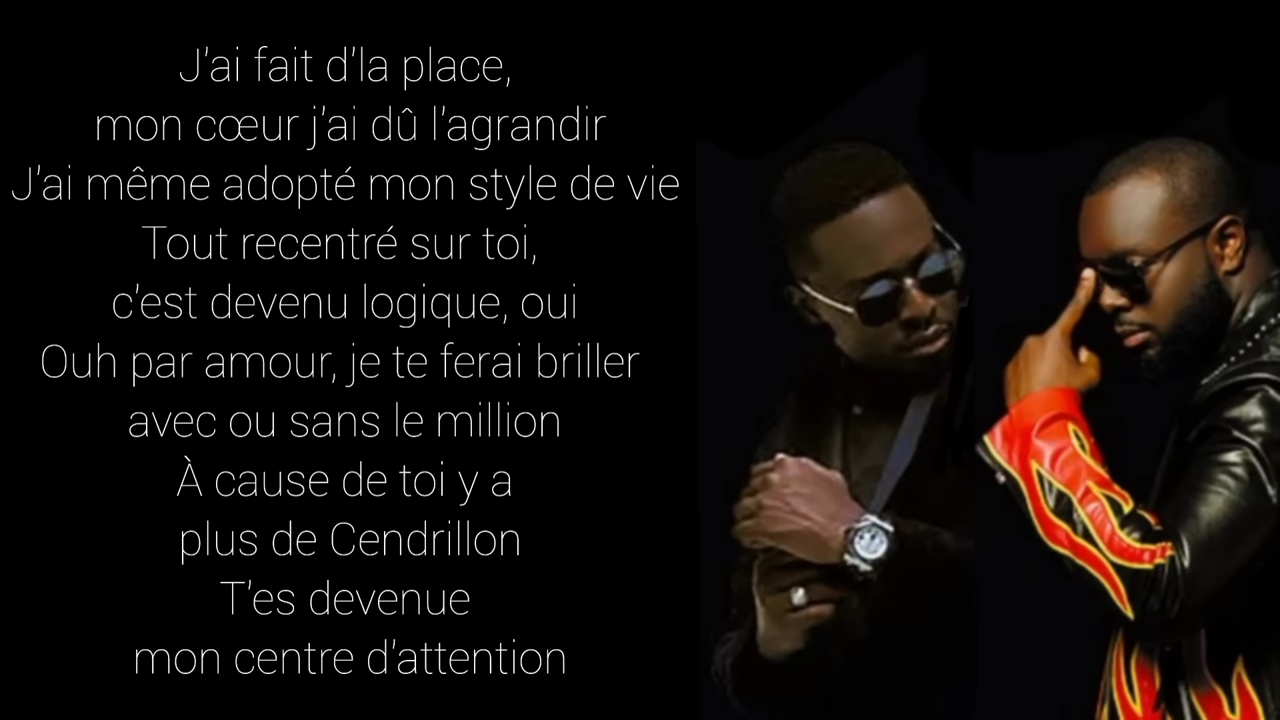 J'ai fait d'la place,
mon cœur j'ai dû l'agrandir
J'ai même adopté mon style de vie
Tout recentré sur toi,
c'est devenu logique, oui
Ouh par amour, je te ferai briller
avec ou sans le million
À cause de toi y a
plus de Cendrillon
T'es devenue
mon centre d'attention